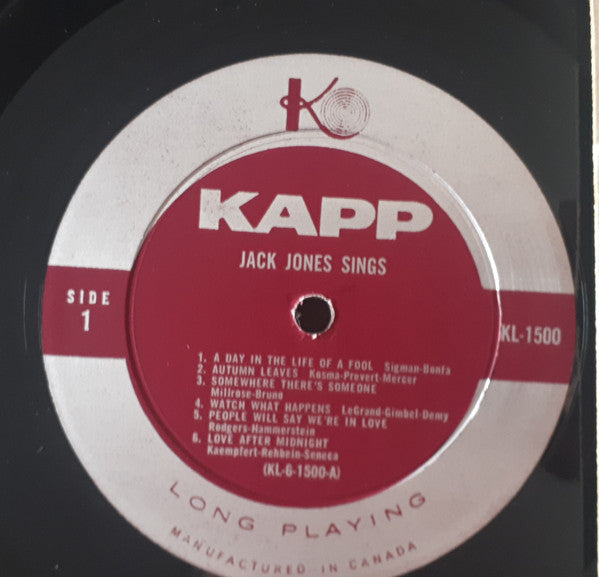 K
KAPP
JACK JONES SINGS
SIDE
1
KL-1500
1. A DAY IN THE LIFE OF A FOOL Sigman-Bonfa
2. AUTUMN LEAVES Kosma-Prevert-Mercer
3. SOMEWHERE THERE'S SOMEONE
Millrose-Bruno
4. WATCH WHAT HAPPENS LeGrand-Gimbel-Demy
5. PEOPLE WILL SAY WE'RE IN LOVE
Rodgers-Hammerstein
6. LOVE AFTER MIDNIGHT
Kaempfert-Rehbein-Seneca
(KL-6-1500-A)
LONG PLAYING
MANUFACTURED IN CANADA